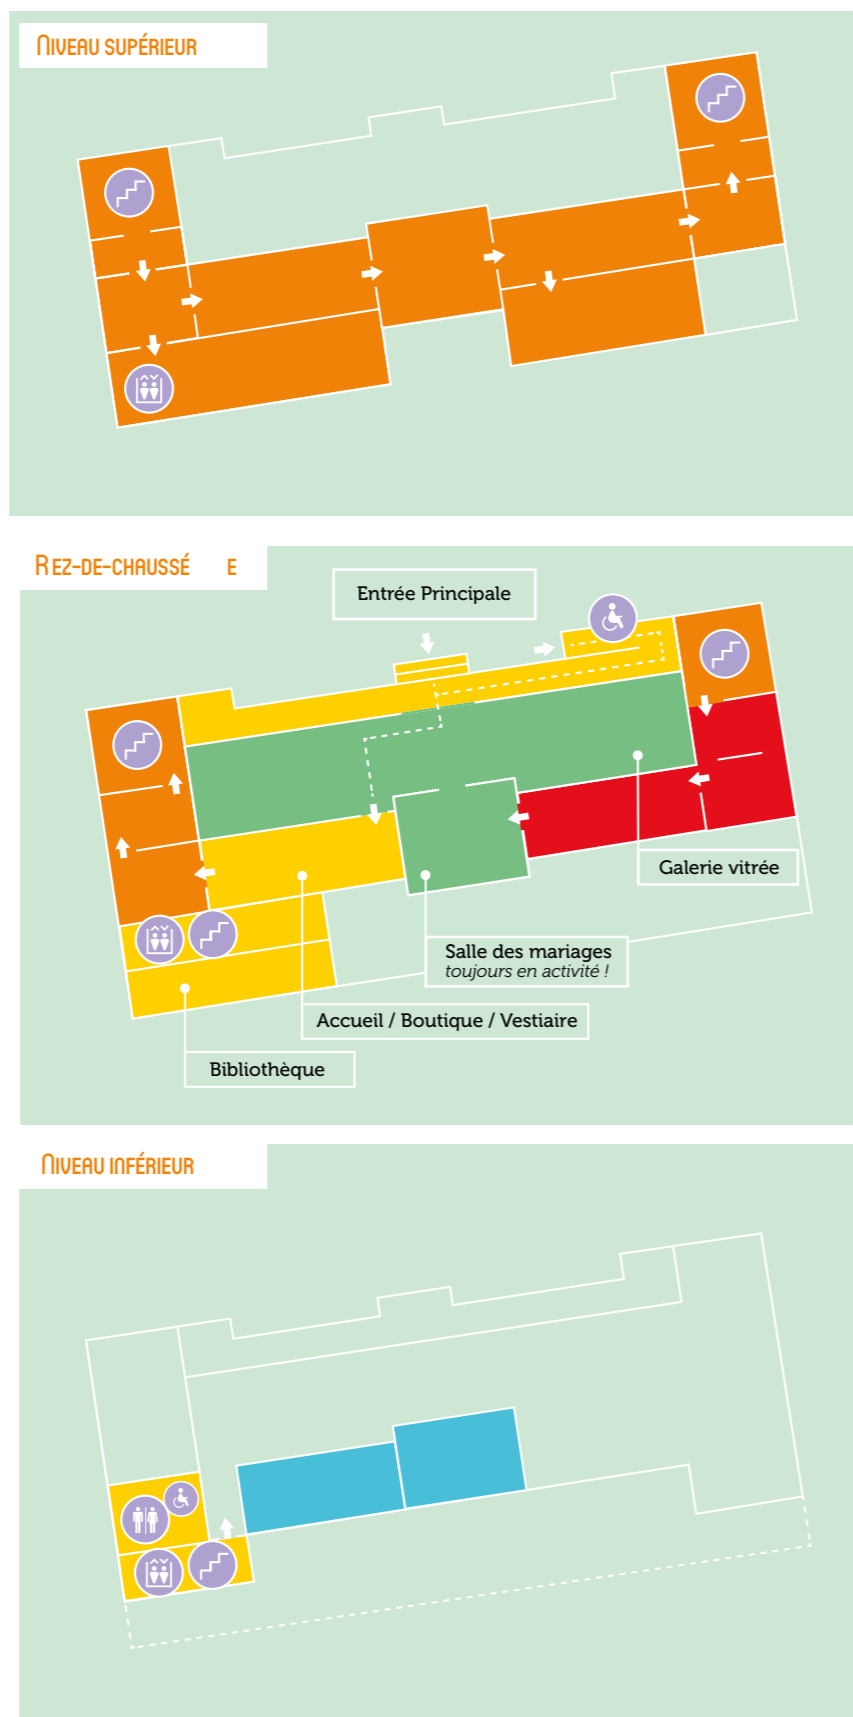 Niveau supérieur
Rez-de-chaussé e
Entrée Principale
Galerie vitrée
Salle des mariages
toujours en activité !
Accueil / Boutique / Vestiaire
Bibliothèque
Niveau inférieur